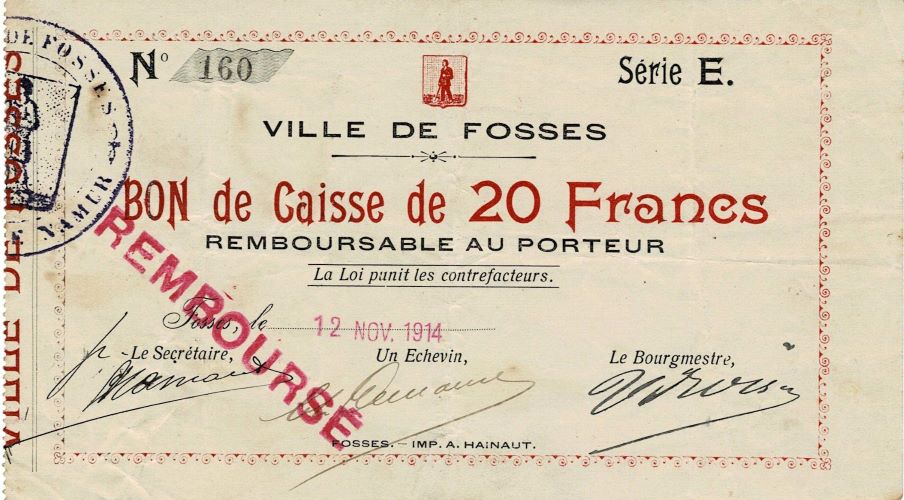 DE FOSSES
NAMUR
VILLE DE FOSSES
N° 160
Série E.
VILLE DE FOSSES
BON de Caisse de 20 Francs
REMBOURSABLE AU PORTEUR
La Loi punit les contrefacteurs.
REMBOURSÉ
Fosses, le 12 NOV. 1914
Le Secrétaire, Un Echevin, Le Bourgmestre,
FOSSES. — IMP. A. HAINAUT.